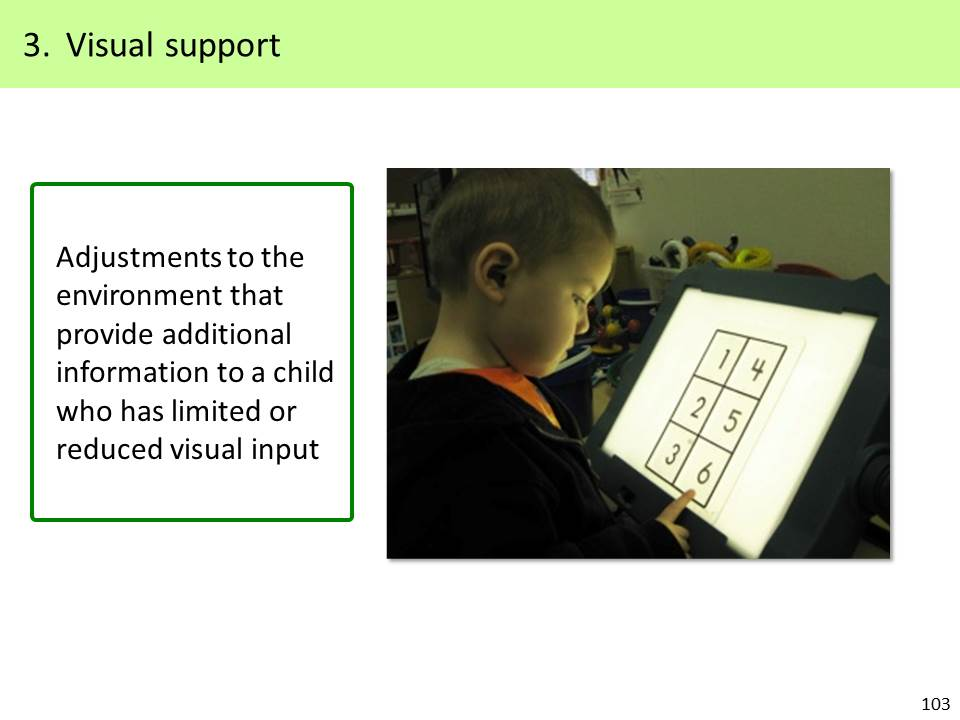 3. Visual support
Adjustments to the
environment that
provide additional
information to a child
who has limited or
reduced visual input
1 4
2 5
3 6
103